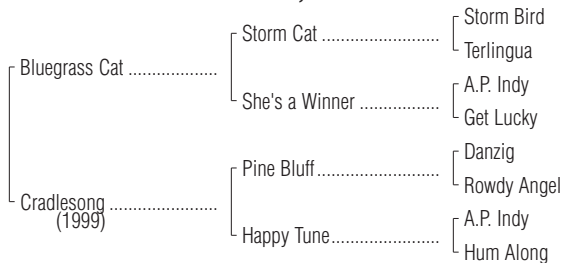 Storm Bird
Storm Cat ..........................
Terlingua
Bluegrass Cat ....................
A.P. Indy
She's a Winner ..................
Get Lucky
Danzig
Pine Bluff...........................
Rowdy Angel
Cradlesong ........................
(1999)
A.P. Indy
Happy Tune........................
Hum Along